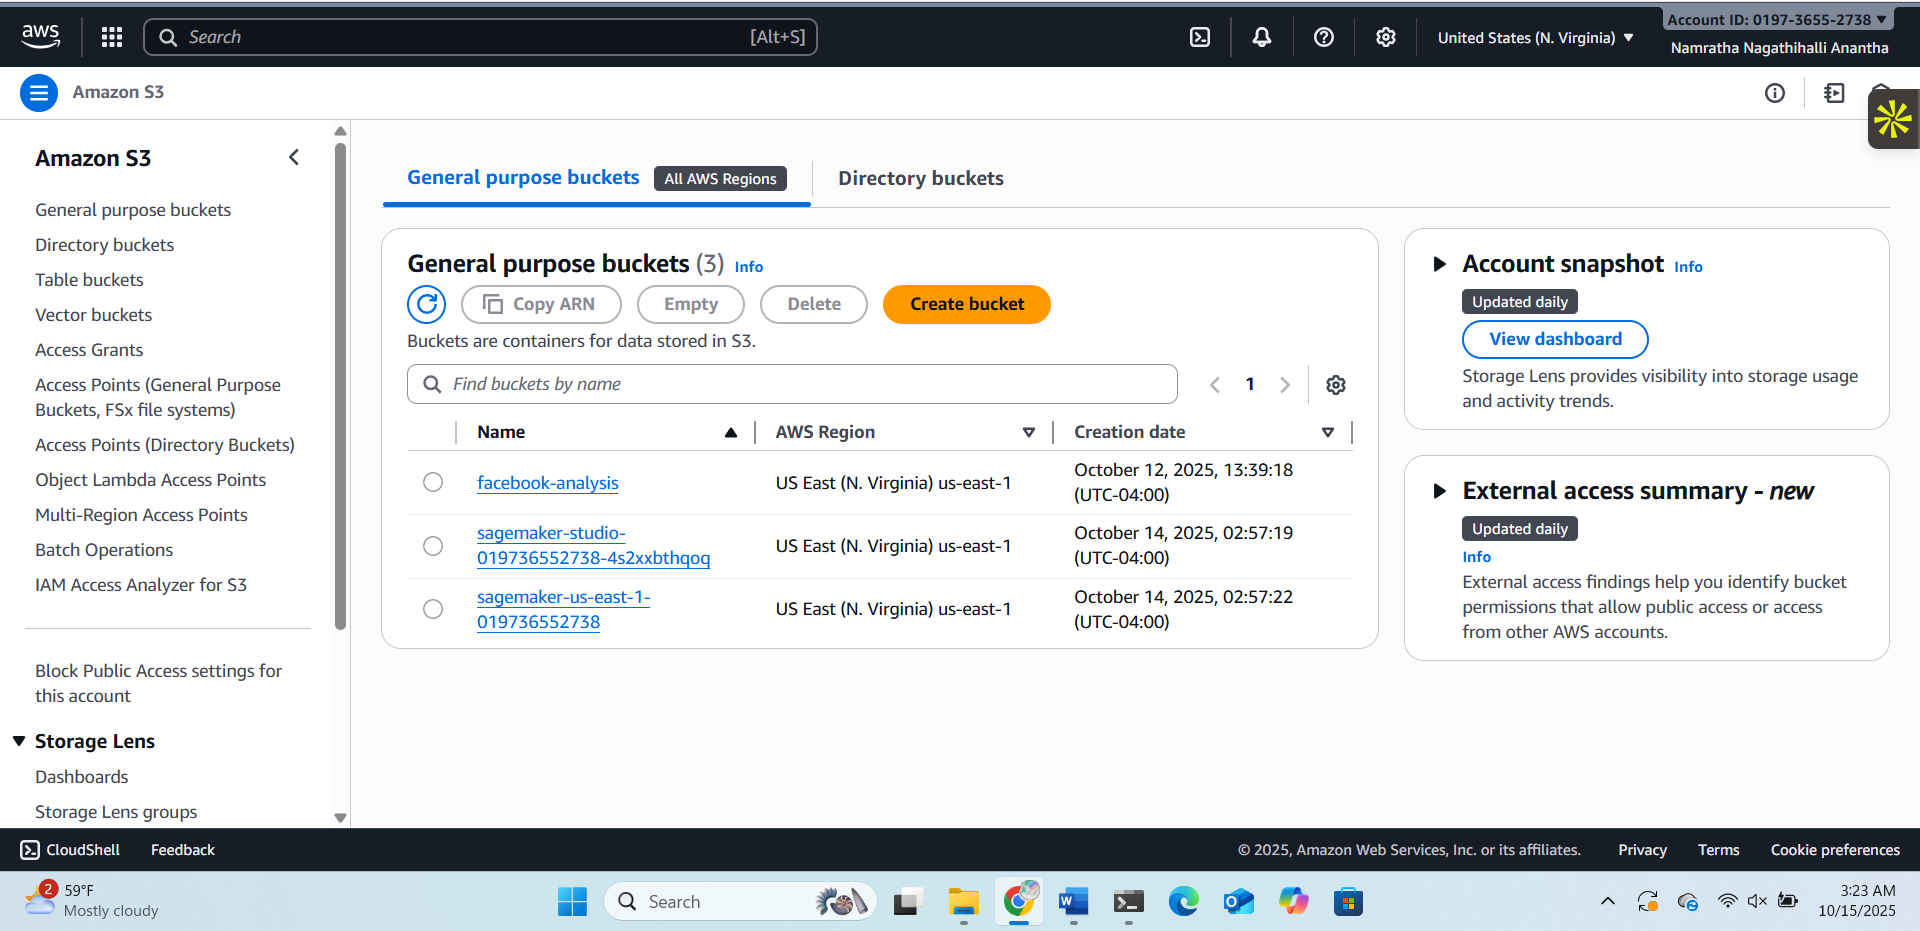 aws
Search
[Alt+S]
United States (N. Virginia)
Account ID: 0197-3655-2738
Namratha Nagathihalli Anantha
Amazon S3
Amazon S3
General purpose buckets
Directory buckets
Table buckets
Vector buckets
Access Grants
Access Points (General Purpose
Buckets, FSx file systems)
Access Points (Directory Buckets)
Object Lambda Access Points
Multi-Region Access Points
Batch Operations
IAM Access Analyzer for S3
Block Public Access settings for
this account
Storage Lens
Dashboards
Storage Lens groups
General purpose buckets All AWS Regions
Directory buckets
General purpose buckets (3) Info
Copy ARN
Empty
Delete
Create bucket
Buckets are containers for data stored in S3.
Find buckets by name
1
Name AWS Region Creation date
facebook-analysis US East (N. Virginia) us-east-1 October 12, 2025, 13:39:18
(UTC-04:00)
sagemaker-studio-
019736552738-4s2xxbthqoq US East (N. Virginia) us-east-1 October 14, 2025, 02:57:19
(UTC-04:00)
sagemaker-us-east-1-
019736552738 US East (N. Virginia) us-east-1 October 14, 2025, 02:57:22
(UTC-04:00)
Account snapshot Info
Updated daily
View dashboard
Storage Lens provides visibility into storage usage
and activity trends.
External access summary - new
Updated daily
Info
External access findings help you identify bucket
permissions that allow public access or access
from other AWS accounts.
CloudShell
Feedback
© 2025, Amazon Web Services, Inc. or its affiliates.
Privacy
Terms
Cookie preferences
2
59°F
Mostly cloudy
Search
3:23 AM
10/15/2025